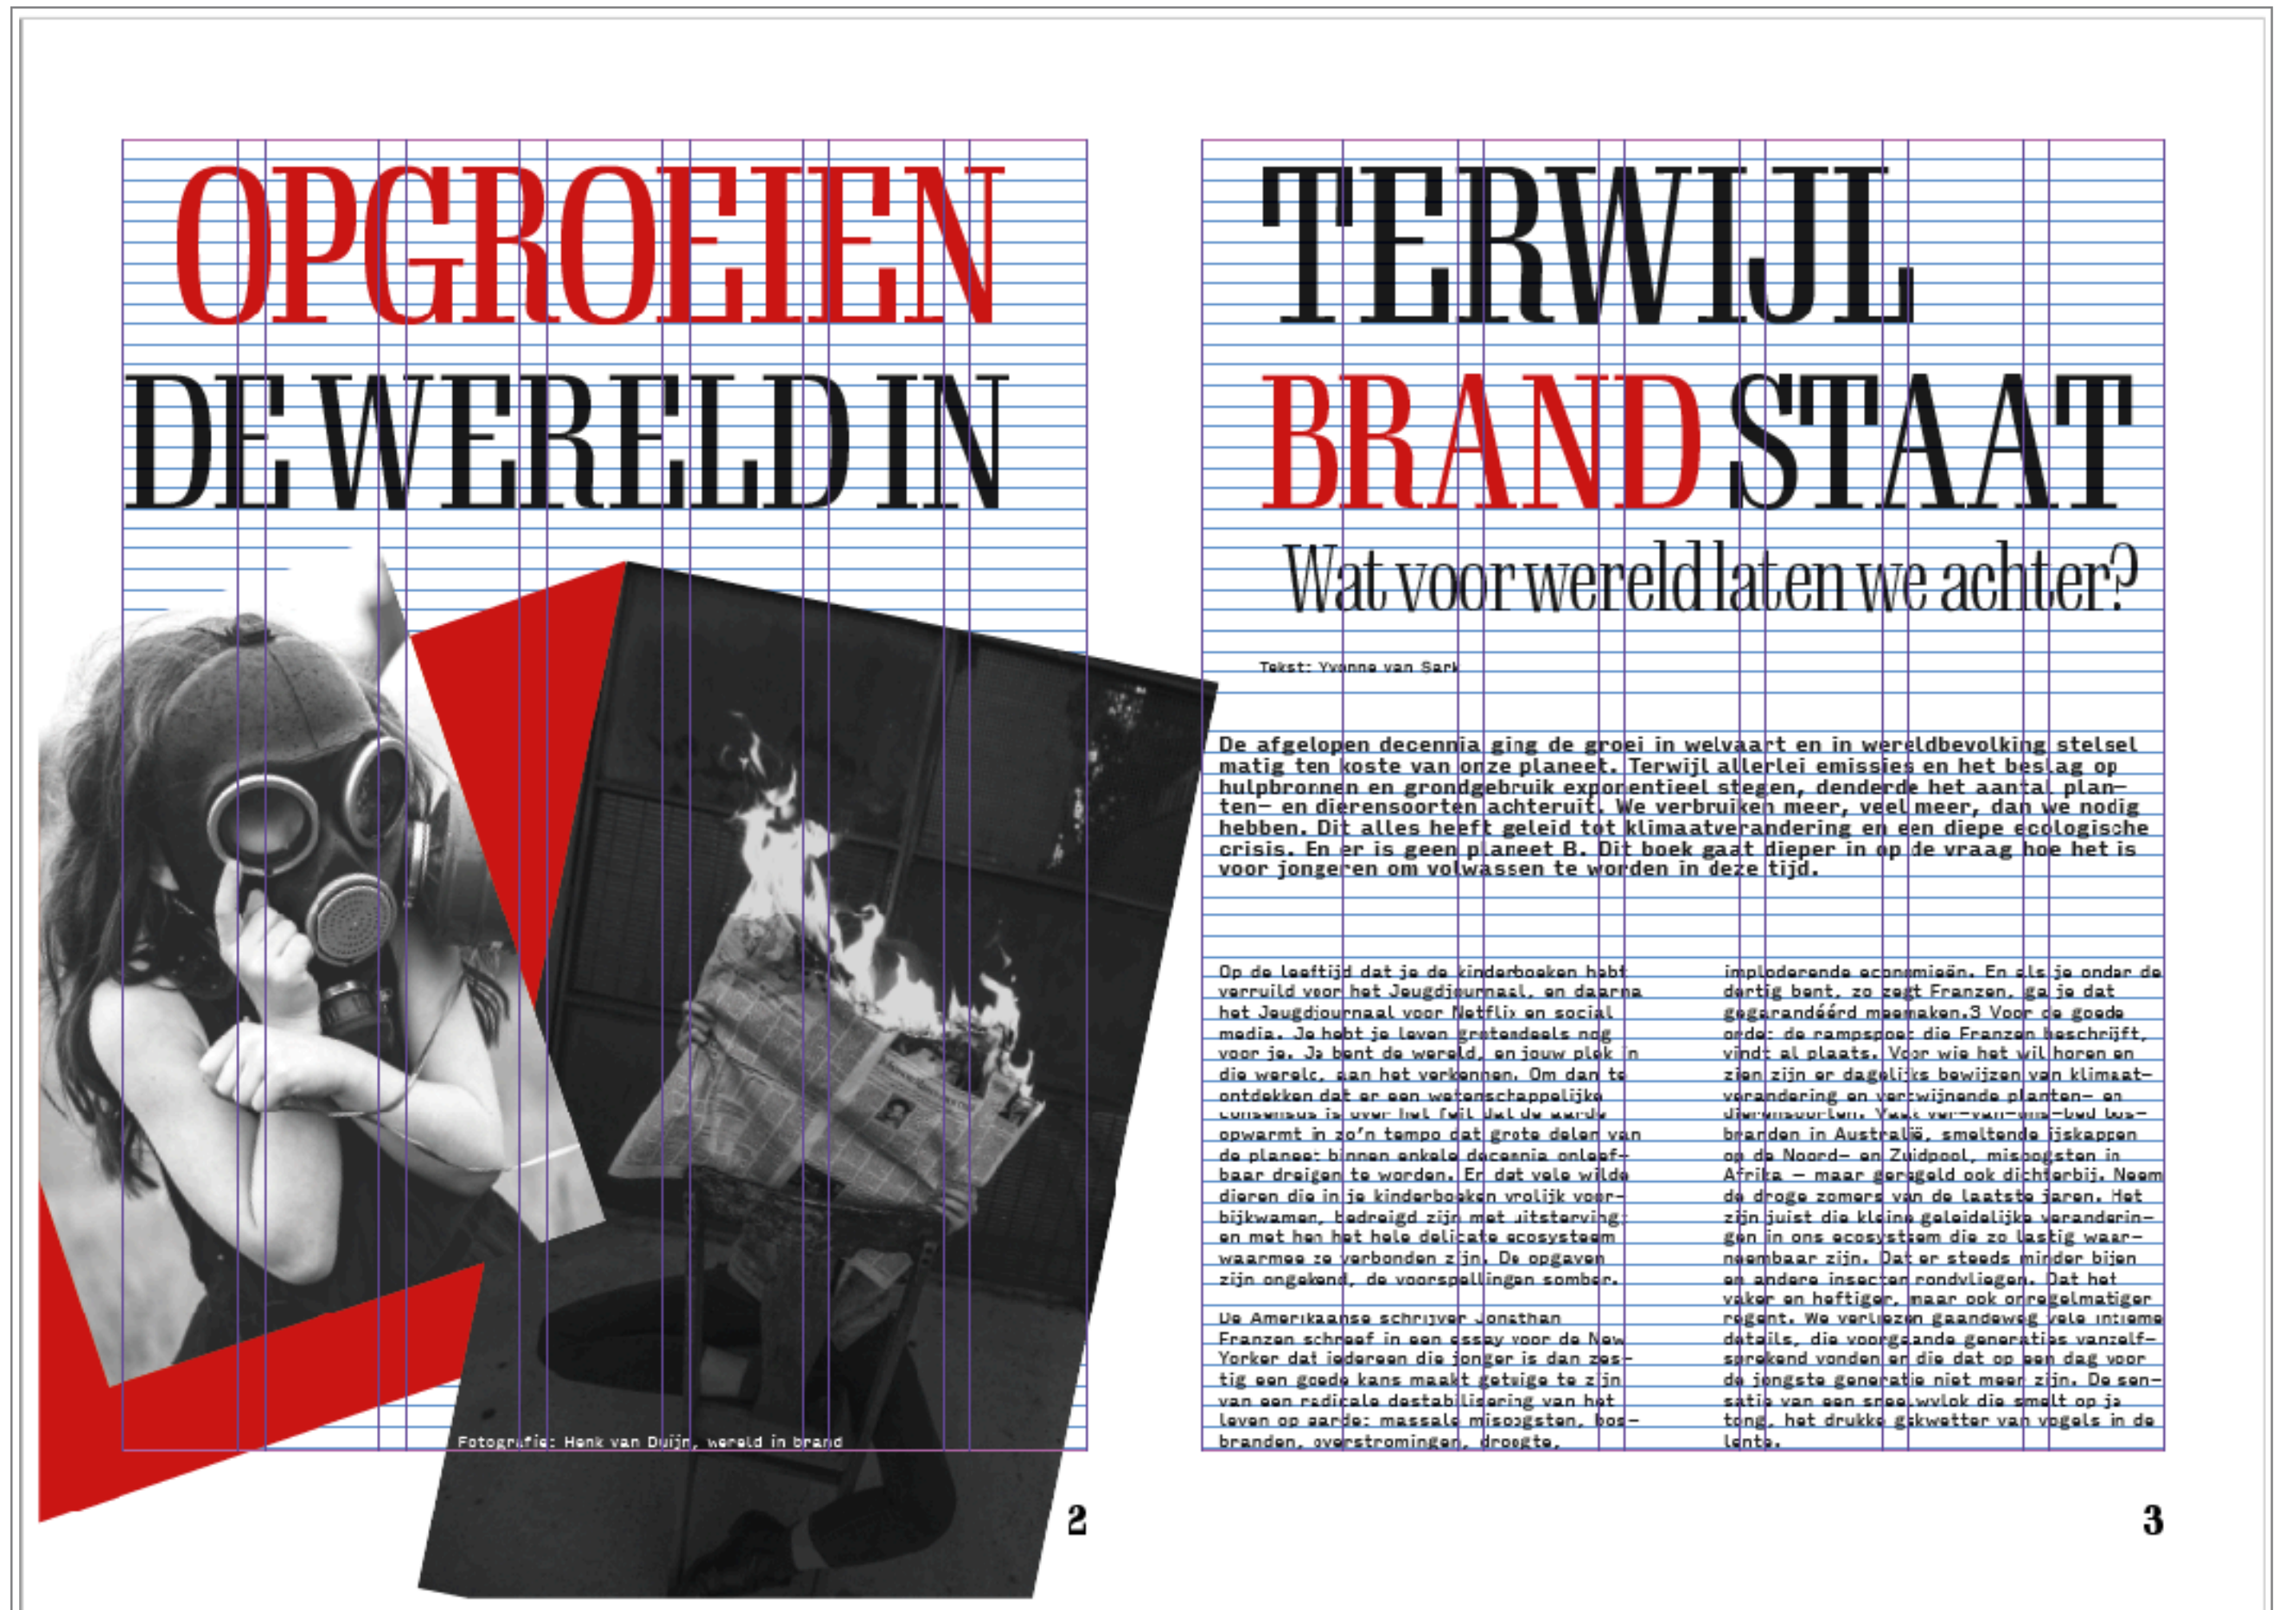 OPGROEIEN
DE WERELD IN
Fotografie: Henk van Duijn, wereld in brand
2
TERWIJL
BRAND STAAT
Wat voor wereld laten we achter?
Tekst: Yvonne van Sark
De afgelopen decennia ging de groei in welvaart en in wereldbevolking stelsel
matig ten koste van onze planeet. Terwijl allerlei emissies en het beslag op
hulpbronnen en grondgebruik exponentieel stegen, denderde het aantal plan-
ten- en dierensoorten achteruit. We verbruiken meer, veel meer, dan we nodig
hebben. Dit alles heeft geleid tot klimaatverandering en een diepe ecologische
crisis. En er is geen planeet B. Dit boek gaat dieper in op de vraag hoe het is
voor jongeren om volwassen te worden in deze tijd.
Op de leeftijd dat je de kinderboeken hebt
verruild voor het Jeugdjournaal, en daarna
het Jeugdjournaal voor Netflix en social
media. Je hebt je leven grotendeels nog
voor je. Je bent de wereld, en jouw plek in
die wereld, aan het verkennen. Om dan te
ontdekken dat er een wetenschappelijke
consensus is over het feit dat de aarde
opwarmt in zo'n tempo dat grote delen van
de planeet binnen enkele decennia onleef-
baar dreigen te worden. En dat vele wilde
dieren die in je kinderboeken vrolijk voor-
bijkwamen, bedreigd zijn met uitsterving;
en met hen het hele delicate ecosysteem
waarmee ze verbonden zijn. De opgaven
zijn ongekend, de voorspellingen somber.
De Amerikaanse schrijver Jonathan
Franzen schreef in een essay voor de New
Yorker dat iedereen die jonger is dan zes-
tig een goede kans maakt getuige te zijn
van een radicale destabilisering van het
leven op aarde: massale misoogsten, bos-
branden, overstromingen, droogte,
imploderende economieën. En als je onder de
dertig bent, zo zegt Franzen, ga je dat
gegarandéérd meemaken.3 Voor de goede
orde: de rampspoet die Franzen beschrijft,
vindt al plaats. Voor wie het wil horen en
zien zijn er dagelijks bewijzen van klimaat-
verandering en verdwijnende planten- en
dierensoorten. Vaak ver-van-ons-bed bos-
branden in Australië, smeltende ijskappen
op de Noord- en Zuidpool, misoogsten in
Afrika – maar geregeld ook dichterbij. Neem
de droge zomers van de laatste jaren. Het
zijn juist die kleine geleidelijke veranderin-
gen in ons ecosysteem die zo lastig waar-
neembaar zijn. Dat er steeds minder bijen
en andere insecten rondvliegen. Dat het
vaker en heftiger, maar ook onregelmatiger
regent. We verliezen gaandeweg vele intieme
details, die voorgaande generaties vanzelf-
sprekend vonden en die dat op een dag voor
de jongste generatie niet meer zijn. De sen-
satie van een sneeuwvlok die smelt op je
tong, het drukke gekwetter van vogels in de
lente.
3